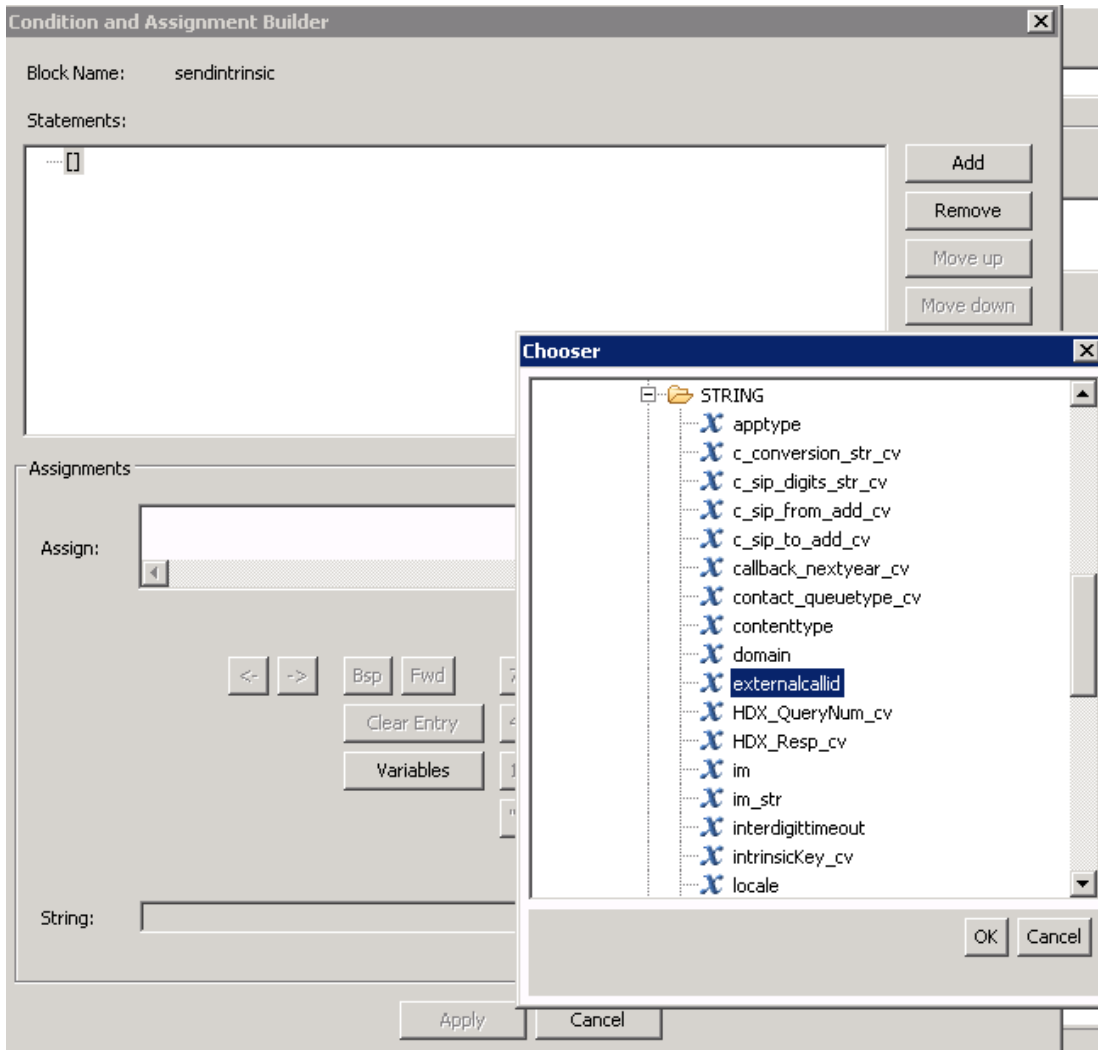 Condition and Assignment Builder
Block Name: sendintrinsic
Statements:
[]
Add
Remove
Move up
Move down
Chooser
STRING
apptype
c_conversion_str_cv
c_sip_digits_str_cv
c_sip_from_add_cv
c_sip_to_add_cv
callback_nextyear_cv
contact_queuetype_cv
contenttype
domain
externalcallid
HDX_QueryNum_cv
HDX_Resp_cv
im
im_str
interdigittimeout
intrinsicKey_cv
locale
OK Cancel
Assignments
Assign:
<- -> Bsp Fwd
Clear Entry
Variables
String:
Apply Cancel